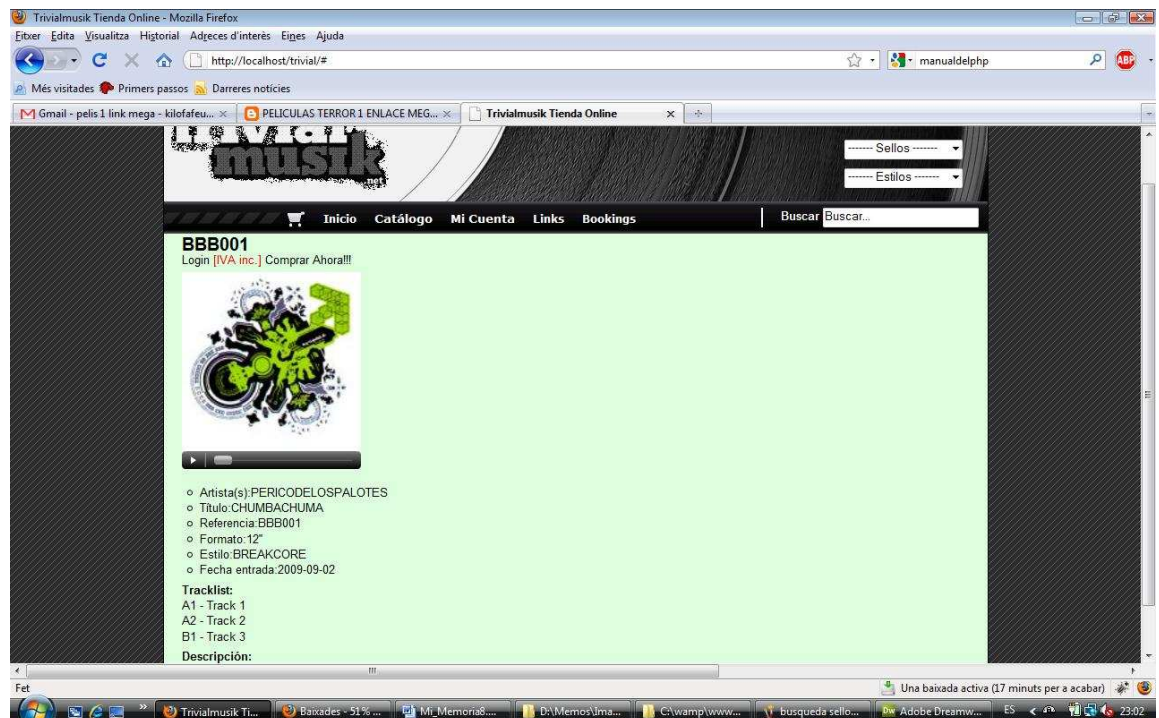 Trivialmusik Tienda Online - Mozilla Firefox
Fitxer Edita Visualitza Historial Adreces d'interès Eines Ajuda
http://localhost/trivial/#
manualdelphp
ABP
Més visitades Primers passos Darreres notícies
Gmail - pelis 1 link mega - kilofafeu... PELICULAS TERROR 1 ENLACE MEG... Trivialmusik Tienda Online
trivial
musik
.net
------- Sellos -------
------- Estilos -------
Inicio Catálogo Mi Cuenta Links Bookings Buscar Buscar...
BBB001
Login [IVA inc.] Comprar Ahora!!!
Artista(s):PERICODELOSPALOTES
Título:CHUMBACHUMA
Referencia:BBB001
Formato:12"
Estilo:BREAKCORE
Fecha entrada:2009-09-02
Tracklist:
A1 - Track 1
A2 - Track 2
B1 - Track 3
Descripción:
Fet Una baixada activa (17 minuts per a acabar)
Trivialmusik Ti... Baixades - 51% ... Mi_Memoria8.... D:\Memos\Ima... C:\wamp\www... busqueda sello... Adobe Dreamw... ES 23:02